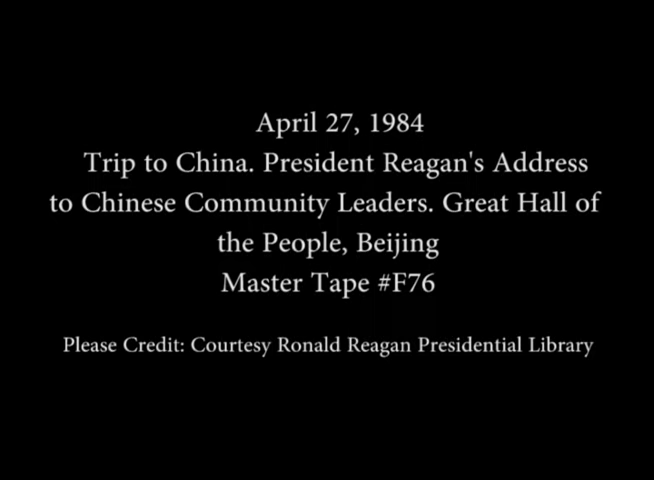 April 27, 1984
Trip to China. President Reagan's Address
to Chinese Community Leaders. Great Hall of
the People, Beijing
Master Tape #F76
Please Credit: Courtesy Ronald Reagan Presidential Library